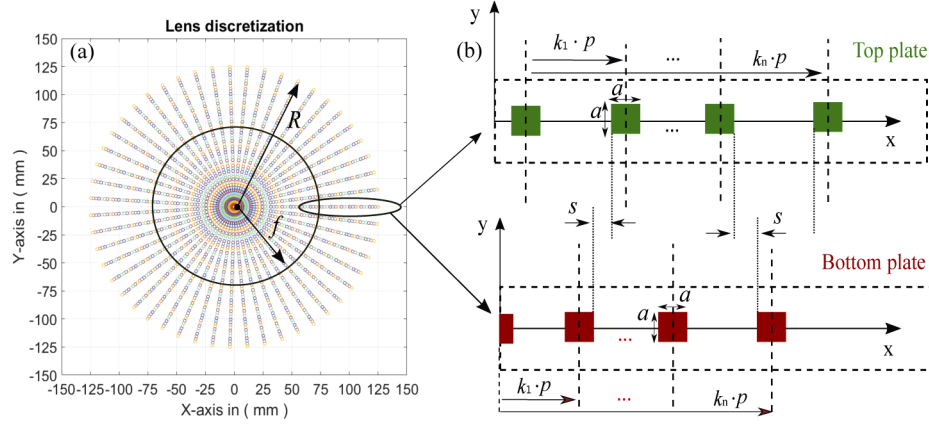 Lens discretization
(a)
150
125
100
75
50
25
0
-25
-50
-75
-100
-125
-150
-150
-125
-100
-75
-50
-25
0
25
50
75
100
125
150
Y-axis in ( mm )
X-axis in ( mm )
R
f
(b)
y
k₁ · p
...
kₙ · p
Top plate
a
a
...
x
s
s
y
Bottom plate
a
a
...
x
k₁ · p
...
kₙ · p